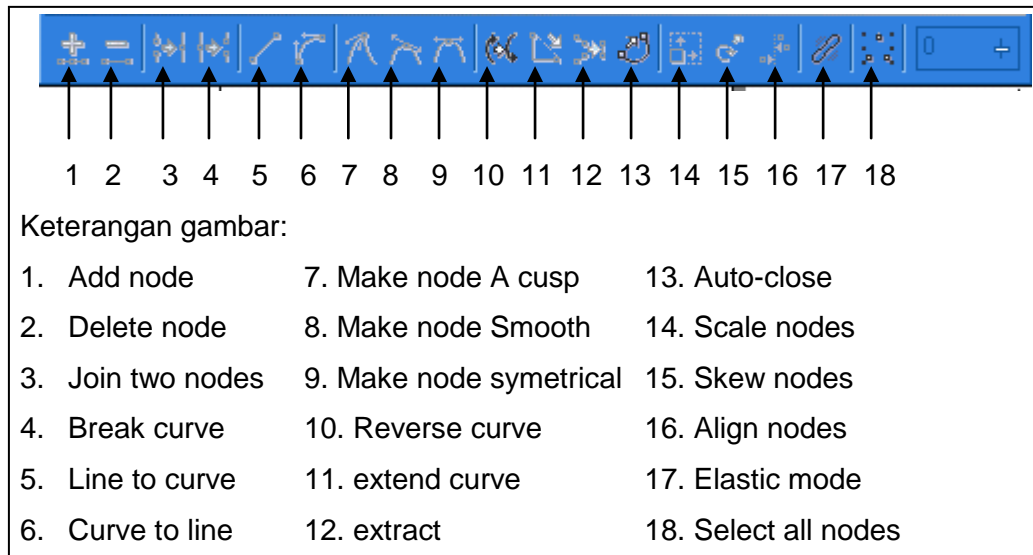 0
1 2 3 4 5 6 7 8 9 10 11 12 13 14 15 16 17 18
Keterangan gambar:
1. Add node 7. Make node A cusp 13. Auto-close
2. Delete node 8. Make node Smooth 14. Scale nodes
3. Join two nodes 9. Make node symetrical 15. Skew nodes
4. Break curve 10. Reverse curve 16. Align nodes
5. Line to curve 11. extend curve 17. Elastic mode
6. Curve to line 12. extract 18. Select all nodes